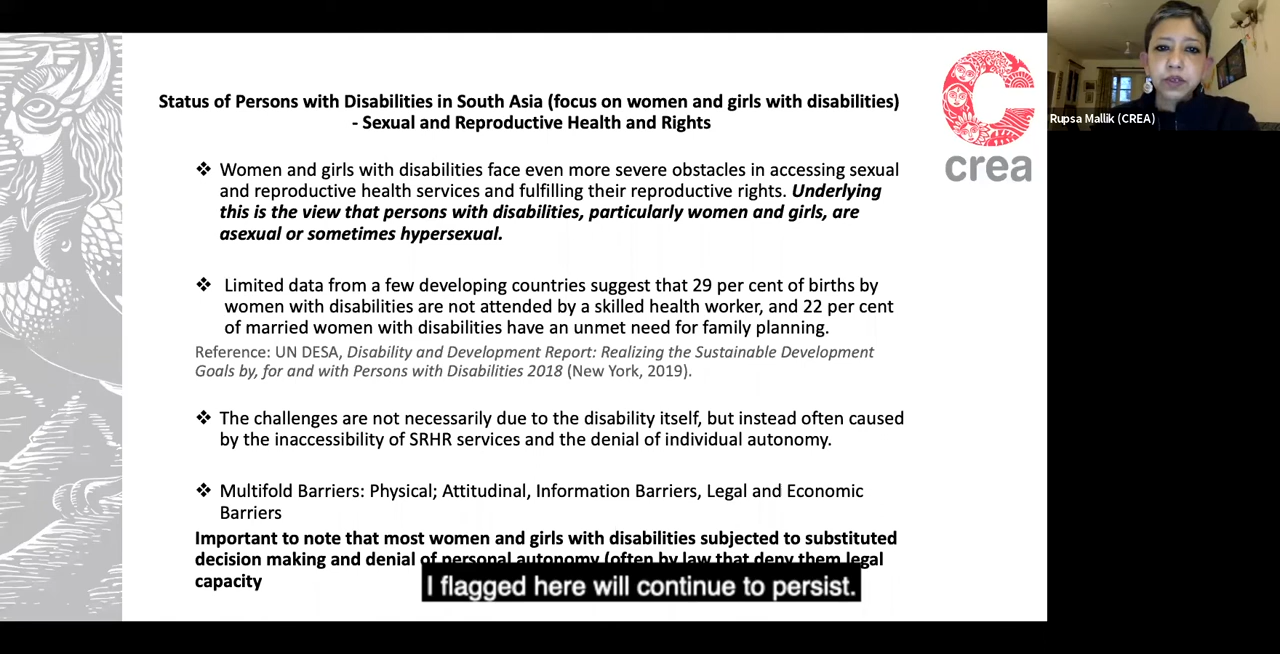 Status of Persons with Disabilities in South Asia (focus on women and girls with disabilities)
- Sexual and Reproductive Health and Rights
crea
Rupsa Mallik (CREA)
❖ Women and girls with disabilities face even more severe obstacles in accessing sexual
and reproductive health services and fulfilling their reproductive rights. Underlying
this is the view that persons with disabilities, particularly women and girls, are
asexual or sometimes hypersexual.
❖ Limited data from a few developing countries suggest that 29 per cent of births by
women with disabilities are not attended by a skilled health worker, and 22 per cent
of married women with disabilities have an unmet need for family planning.
Reference: UN DESA, Disability and Development Report: Realizing the Sustainable Development
Goals by, for and with Persons with Disabilities 2018 (New York, 2019).
❖ The challenges are not necessarily due to the disability itself, but instead often caused
by the inaccessibility of SRHR services and the denial of individual autonomy.
❖ Multifold Barriers: Physical; Attitudinal, Information Barriers, Legal and Economic
Barriers
Important to note that most women and girls with disabilities subjected to substituted
decision making and denial of personal autonomy (often by law that deny them legal
capacity
I flagged here will continue to persist.